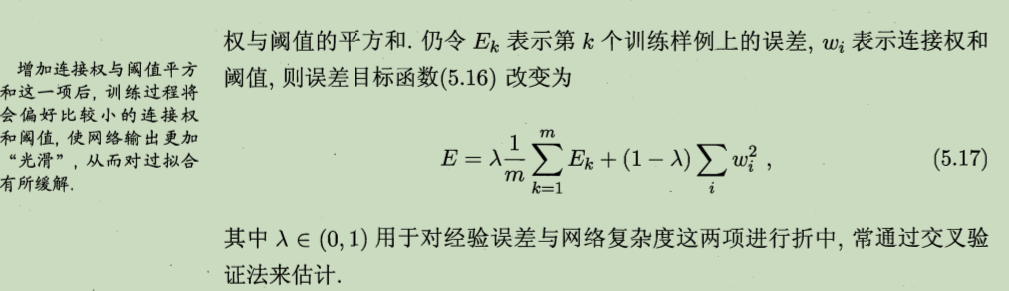 权与阈值的平方和. 仍令 E_k 表示第 k 个训练样例上的误差, w_i 表示连接权和
阈值, 则误差目标函数(5.16) 改变为
E = λ \frac{1}{m} \sum_{k=1}^{m} E_k + (1 − λ) \sum_i w_i^2 , (5.17)
其中 λ ∈ (0, 1) 用于对经验误差与网络复杂度这两项进行折中, 常通过交叉验
证法来估计.
增加连接权与阈值平方
和这一项后, 训练过程将
会偏好比较小的连接权
和阈值, 使网络输出更加
“光滑”, 从而对过拟合
有所缓解.